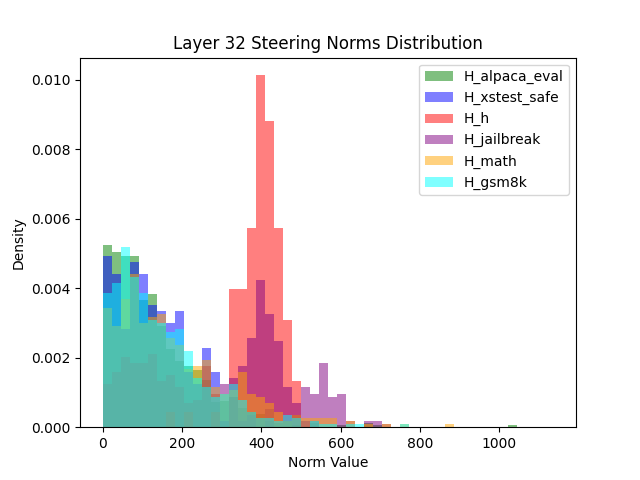 Layer 32 Steering Norms Distribution
H_alpaca_eval
H_xstest_safe
H_h
H_jailbreak
H_math
H_gsm8k
0.010
0.008
0.006
0.004
0.002
0.000
Density
0 200 400 600 800 1000
Norm Value